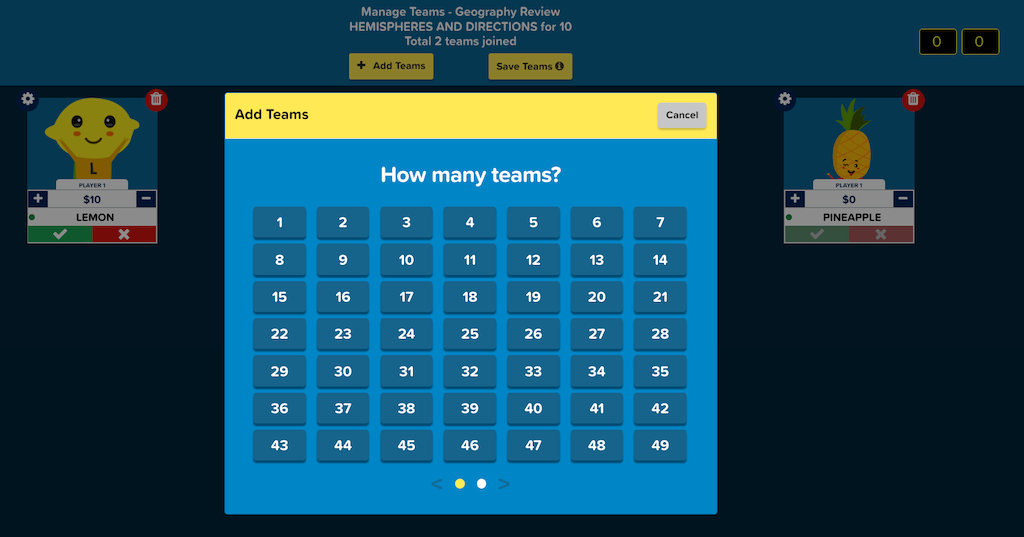 Manage Teams - Geography Review
HEMISPHERES AND DIRECTIONS for 10
Total 2 teams joined
+ Add Teams
Save Teams
0 0
Add Teams
Cancel
How many teams?
1 2 3 4 5 6 7
8 9 10 11 12 13 14
15 16 17 18 19 20 21
22 23 24 25 26 27 28
29 30 31 32 33 34 35
36 37 38 39 40 41 42
43 44 45 46 47 48 49
< >
L
PLAYER 1
+ $10 −
LEMON
PLAYER 1
+ $0 −
PINEAPPLE